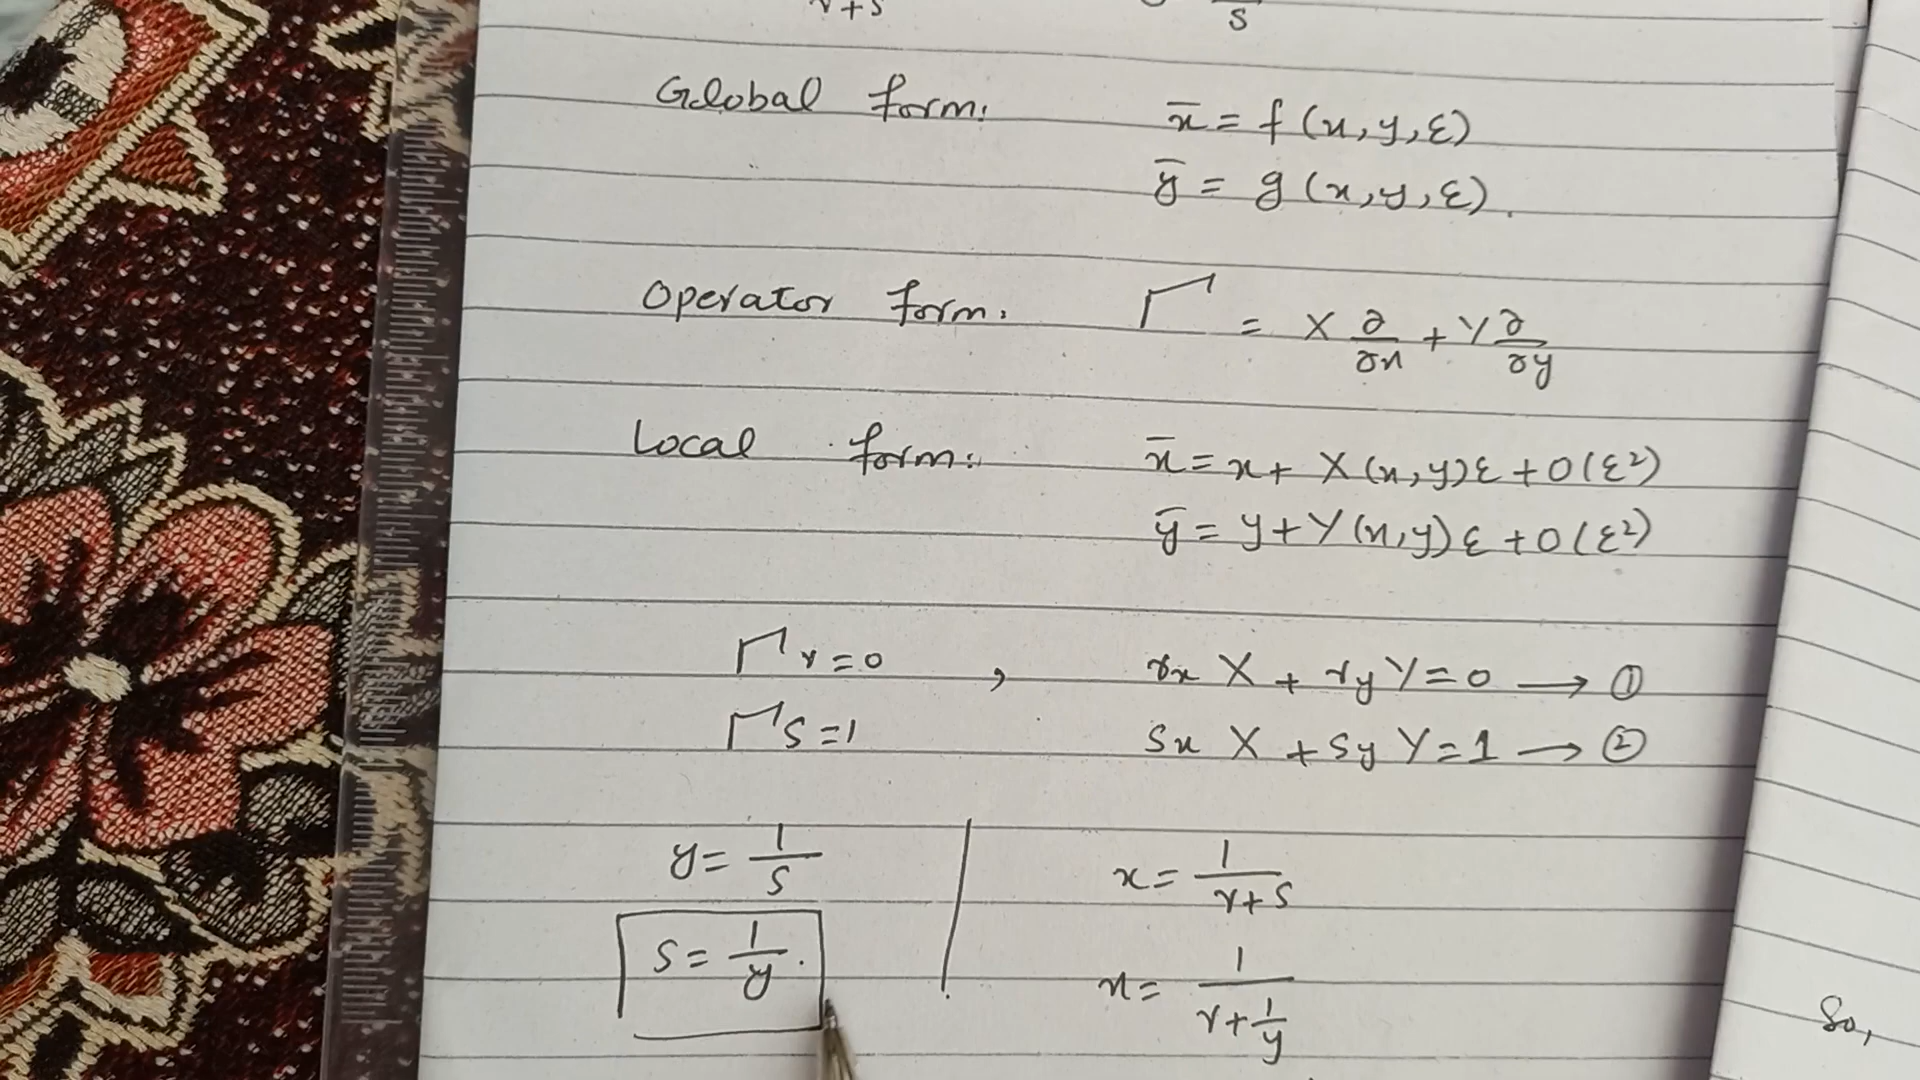 r+s s
Global form: x̄ = f(x,y,ε)
ȳ = g(x,y,ε).
Operator form: Γ = X ∂/∂x + Y ∂/∂y
Local form: x̄ = x + X(x,y)ε + O(ε²)
ȳ = y + Y(x,y)ε + O(ε²)
Γr = 0 , rx X + ry Y = 0 → ①
Γs = 1 sx X + sy Y = 1 → ②
y = 1/s x = 1/(r+s)
s = 1/y. x = 1/(r+1/y)
So,